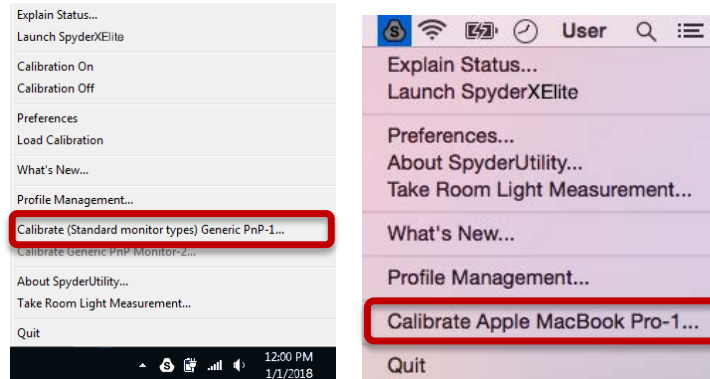 Explain Status...
Launch SpyderXElite
Calibration On
Calibration Off
Preferences
Load Calibration
What's New...
Profile Management...
Calibrate (Standard monitor types) Generic PnP-1...
Calibrate Generic PnP Monitor-2...
About SpyderUtility...
Take Room Light Measurement...
Quit
S
12:00 PM
1/1/2018
S User
Explain Status...
Launch SpyderXElite
Preferences...
About SpyderUtility...
Take Room Light Measurement...
What's New...
Profile Management...
Calibrate Apple MacBook Pro-1...
Quit